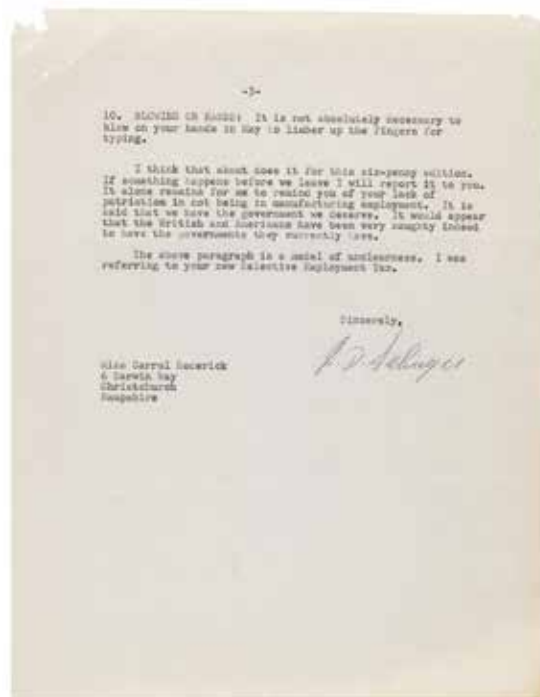 -3-
10. BLOWING ON HANDS: It is not absolutely necessary to
blow on your hands in May to limber up the fingers for
typing.
I think that about does it for this six-penny edition.
If something happens before we leave I will report it to you.
It alone remains for me to remind you of your lack of
patriotism in not being in manufacturing employment. It is
said that we have the government we deserve. It would appear
that the British and Americans have been very naughty indeed
to have the governments they currently have.
The above paragraph is a model of unclearness. I was
referring to your new Selective Employment Tax.
Sincerely,
Miss Carrol
6 Darwin Way
Christchurch
Hampshire